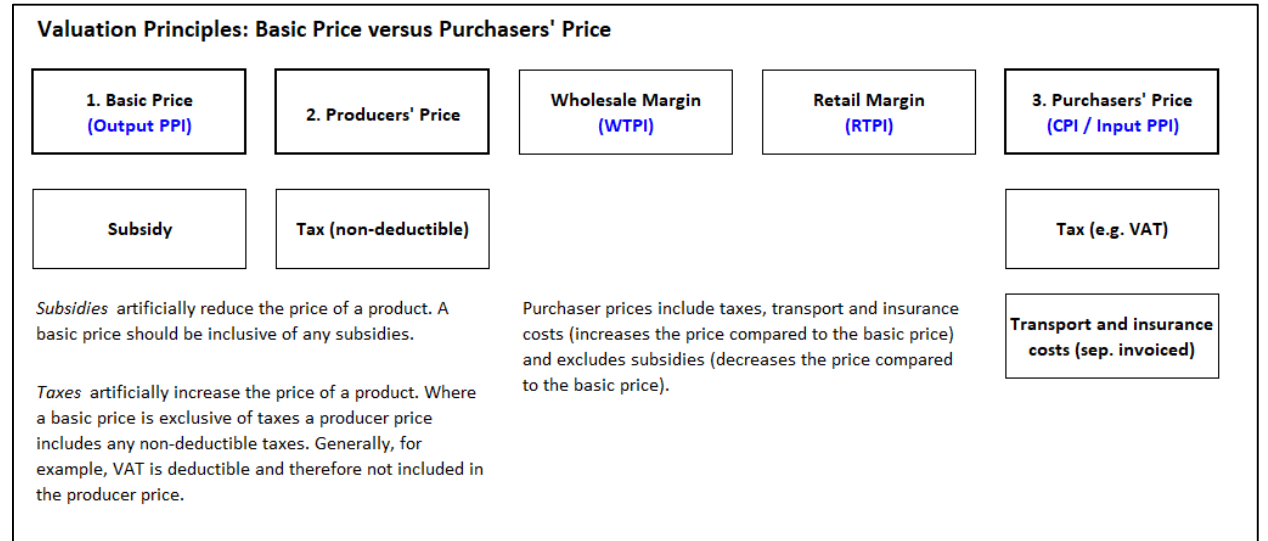 Valuation Principles: Basic Price versus Purchasers' Price
1. Basic Price
(Output PPI)
2. Producers' Price
Wholesale Margin
(WTPI)
Retail Margin
(RTPI)
3. Purchasers' Price
(CPI / Input PPI)
Subsidy
Tax (non-deductible)
Tax (e.g. VAT)
Subsidies artificially reduce the price of a product. A
basic price should be inclusive of any subsidies.
Taxes artificially increase the price of a product. Where
a basic price is exclusive of taxes a producer price
includes any non-deductible taxes. Generally, for
example, VAT is deductible and therefore not included in
the producer price.
Purchaser prices include taxes, transport and insurance
costs (increases the price compared to the basic price)
and excludes subsidies (decreases the price compared
to the basic price).
Transport and insurance
costs (sep. invoiced)